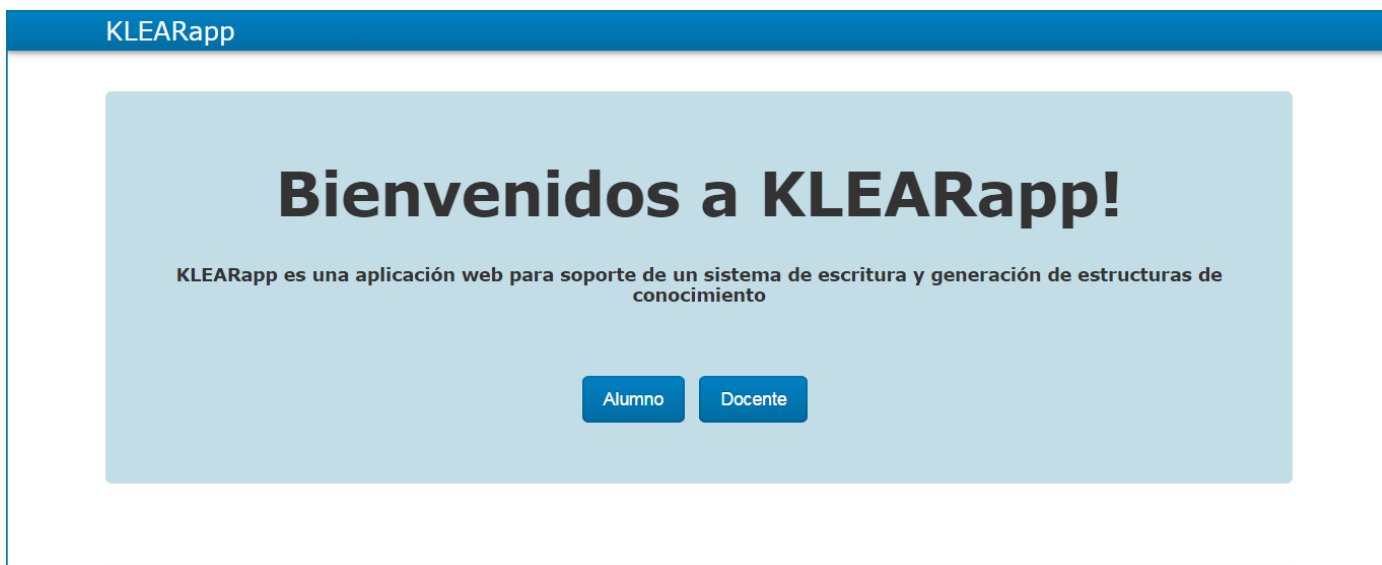 KLEARapp
Bienvenidos a KLEARapp!
KLEARapp es una aplicación web para soporte de un sistema de escritura y generación de estructuras de
conocimiento
Alumno Docente